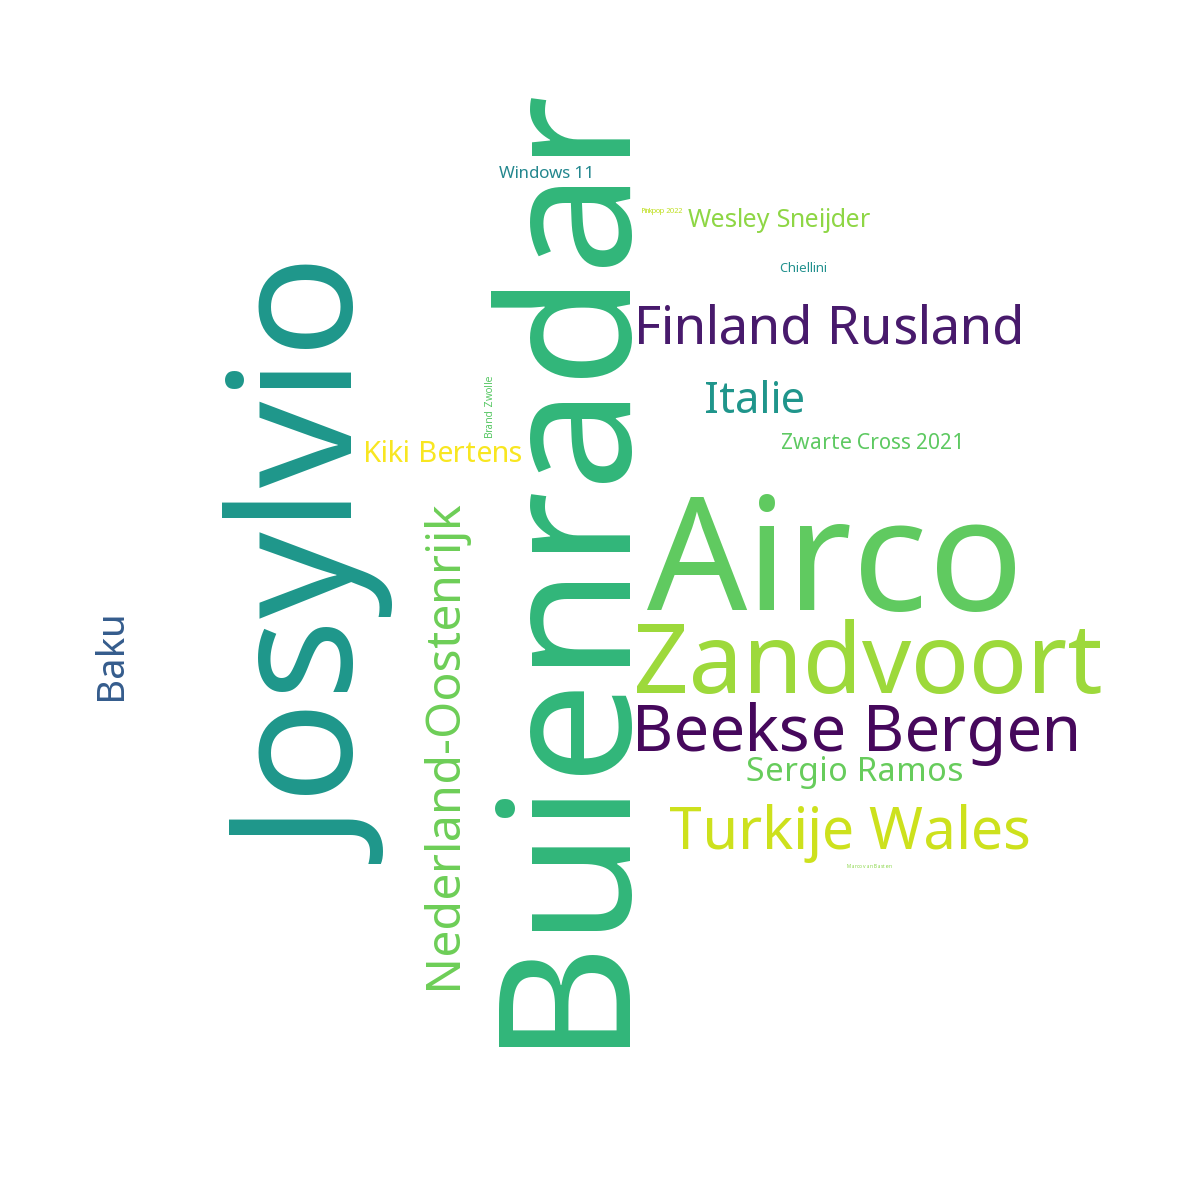 Windows 11
Pinkpop 2022
Wesley Sneijder
Chiellini
Finland Rusland
Italie
Zwarte Cross 2021
Josylvio
Buienradar
Brand Zwolle
Kiki Bertens
Airco
Nederland-Oostenrijk
Baku
Zandvoort
Beekse Bergen
Sergio Ramos
Turkije Wales
Marco van Basten